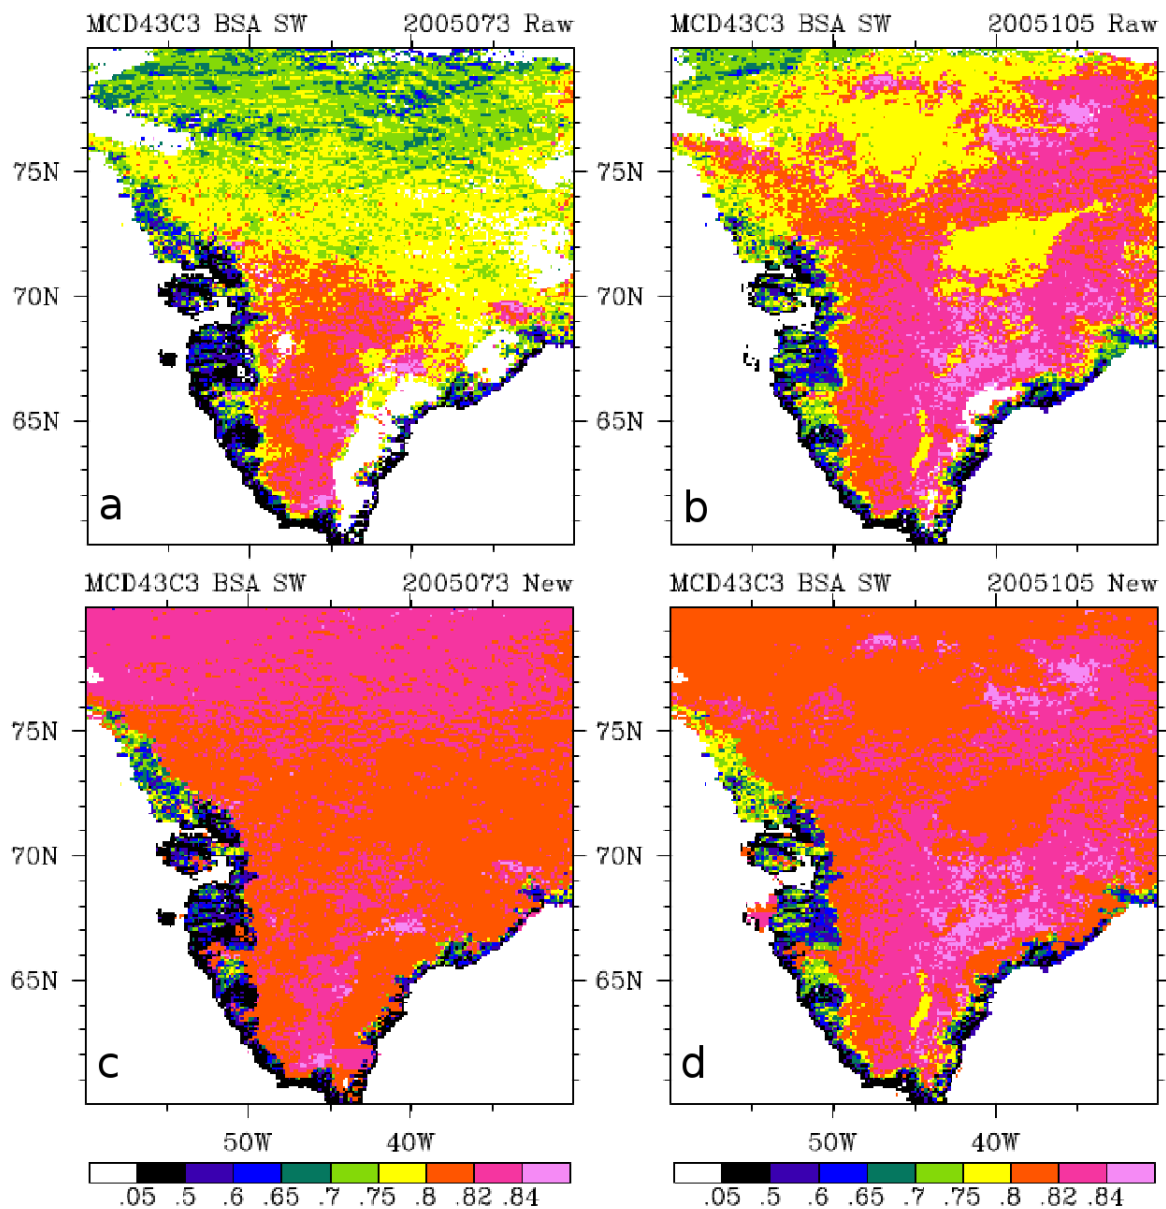 MCD43C3 BSA SW 2005073 Raw
MCD43C3 BSA SW 2005105 Raw
75N
70N
65N
a
75N
70N
65N
b
MCD43C3 BSA SW 2005073 New
MCD43C3 BSA SW 2005105 New
75N
70N
65N
c
75N
70N
65N
d
50W 40W
50W 40W
.05 .5 .6 .65 .7 .75 .8 .82 .84
.05 .5 .6 .65 .7 .75 .8 .82 .84